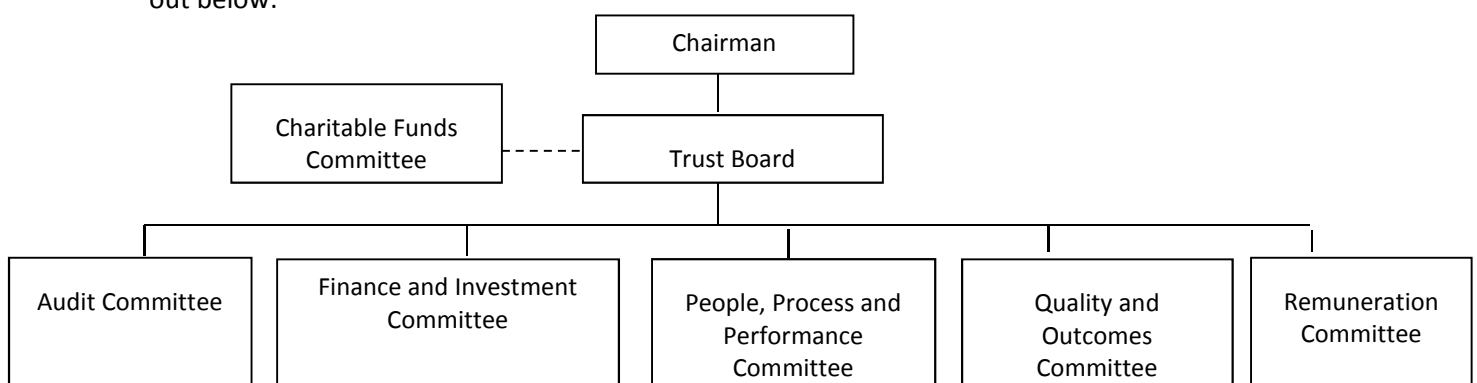 out below:
Chairman
Charitable Funds
Committee
Trust Board
Audit Committee
Finance and Investment
Committee
People, Process and
Performance
Committee
Quality and
Outcomes
Committee
Remuneration
Committee